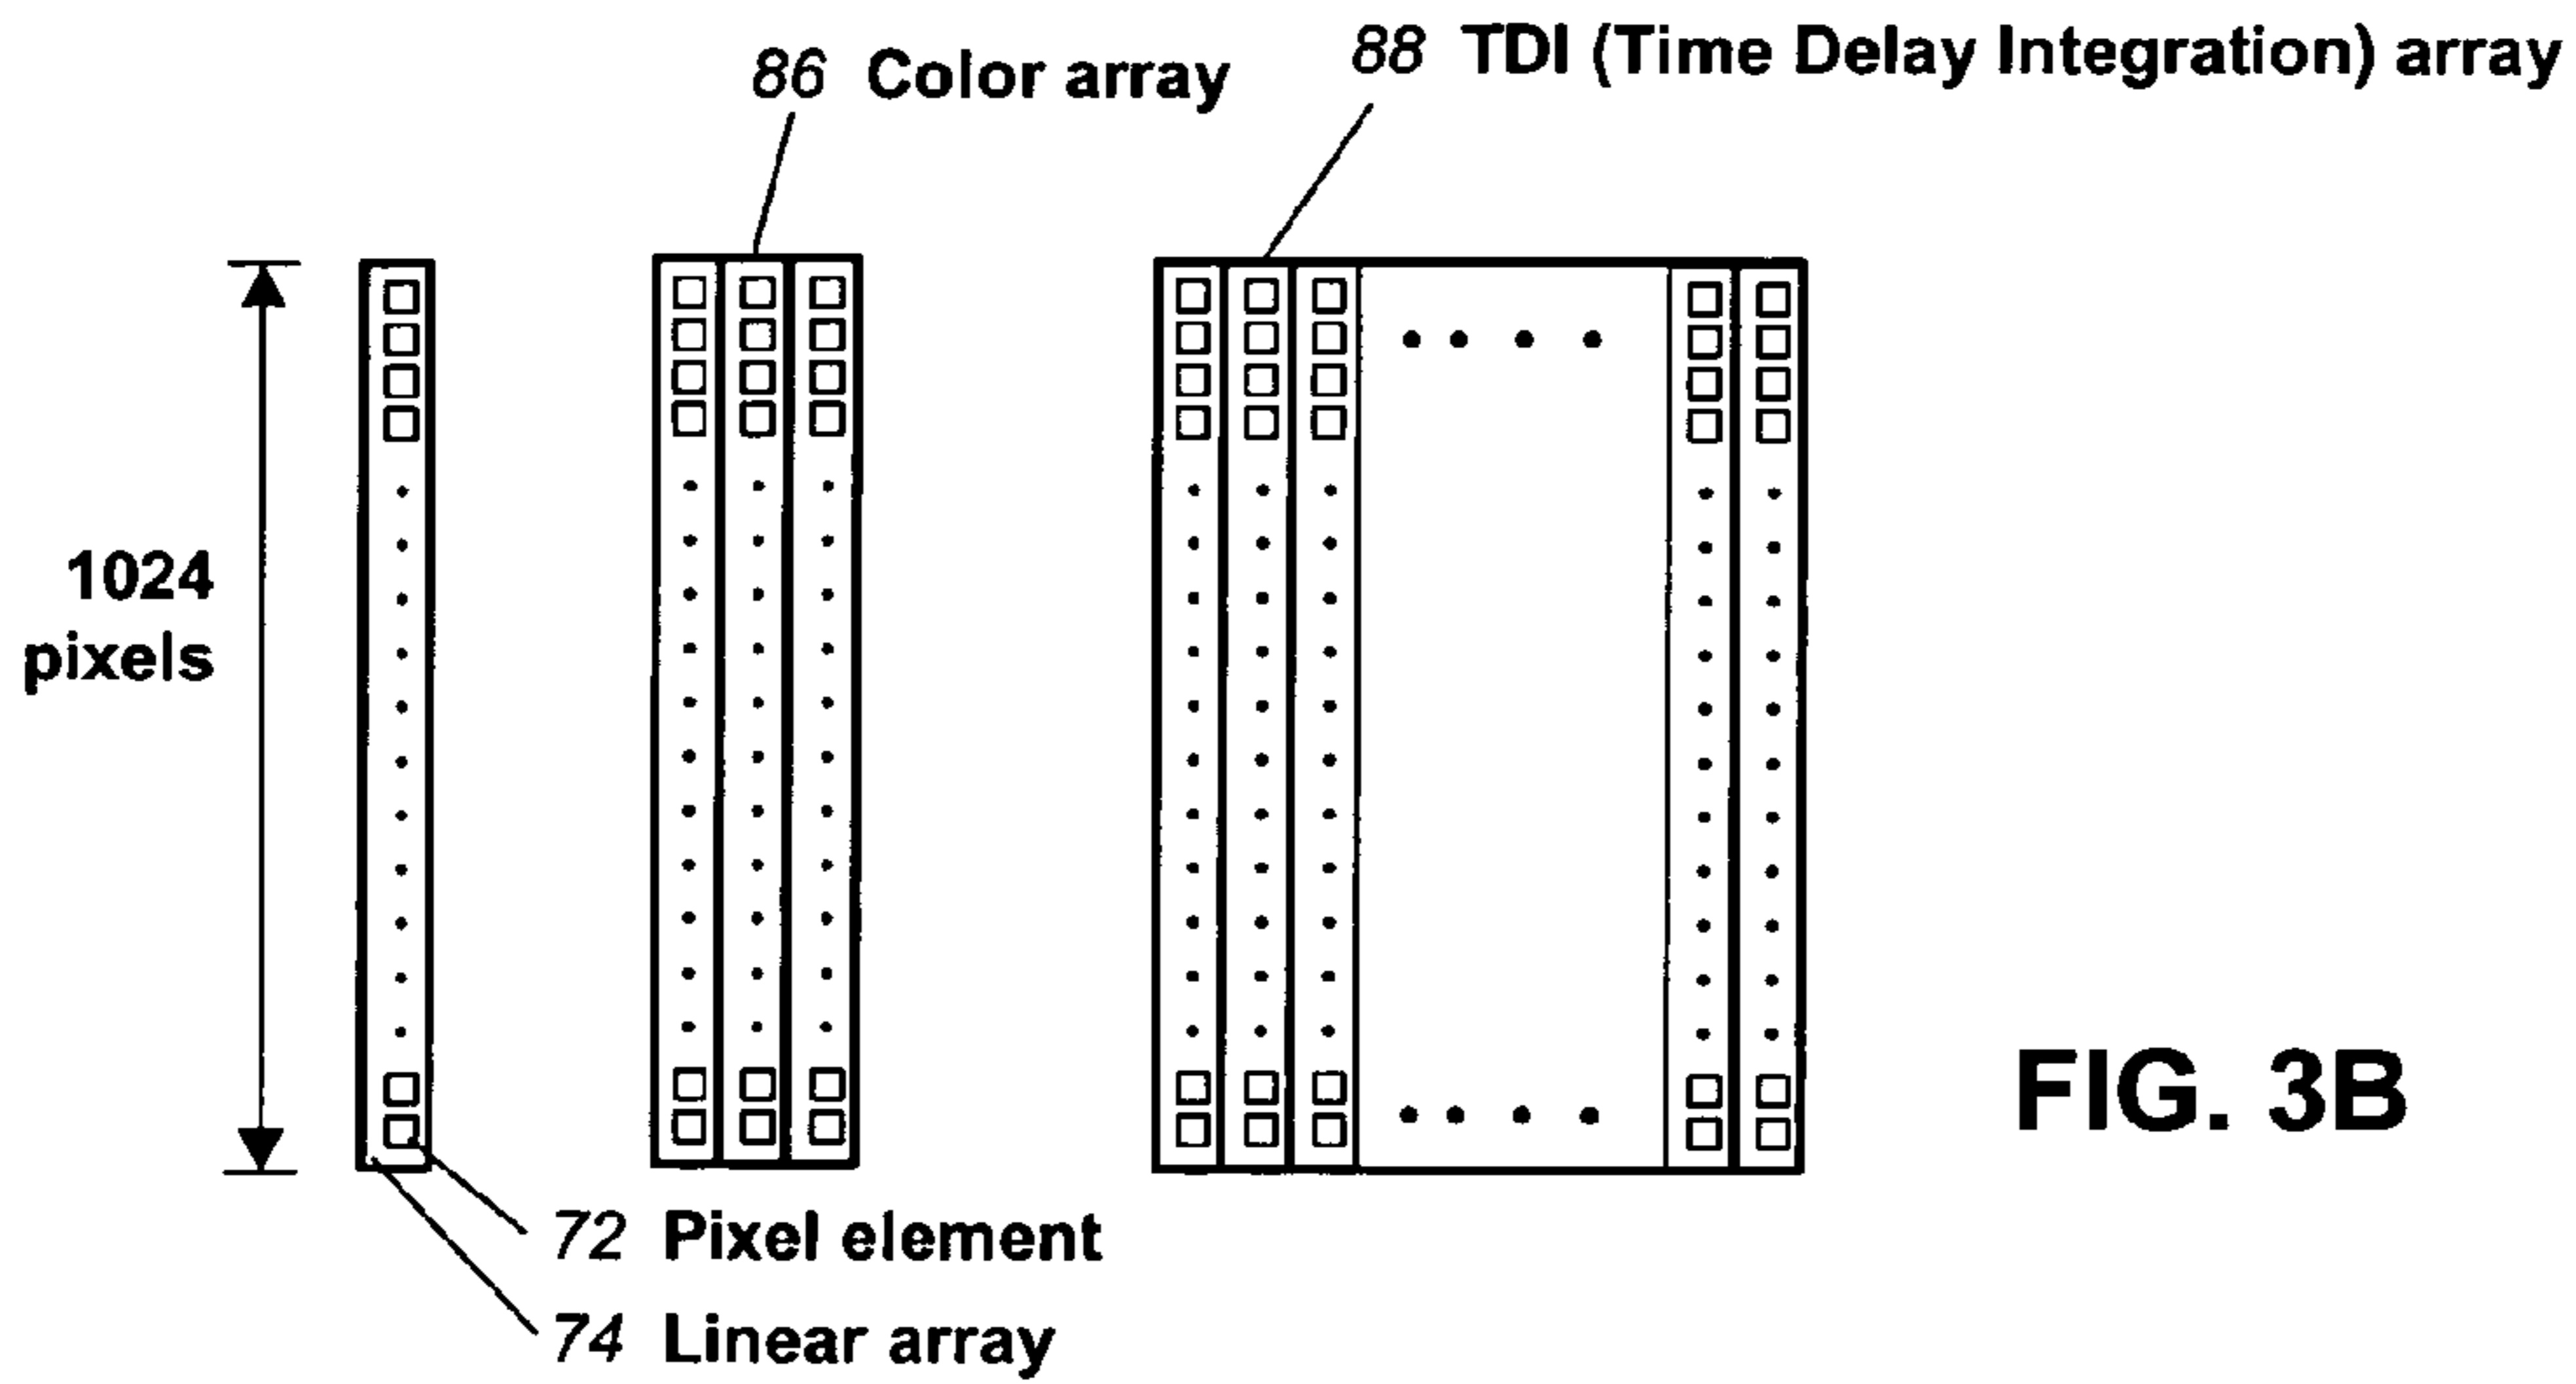 86 Color array
88 TDI (Time Delay Integration) array
1024
pixels
72 Pixel element
74 Linear array
FIG. 3B